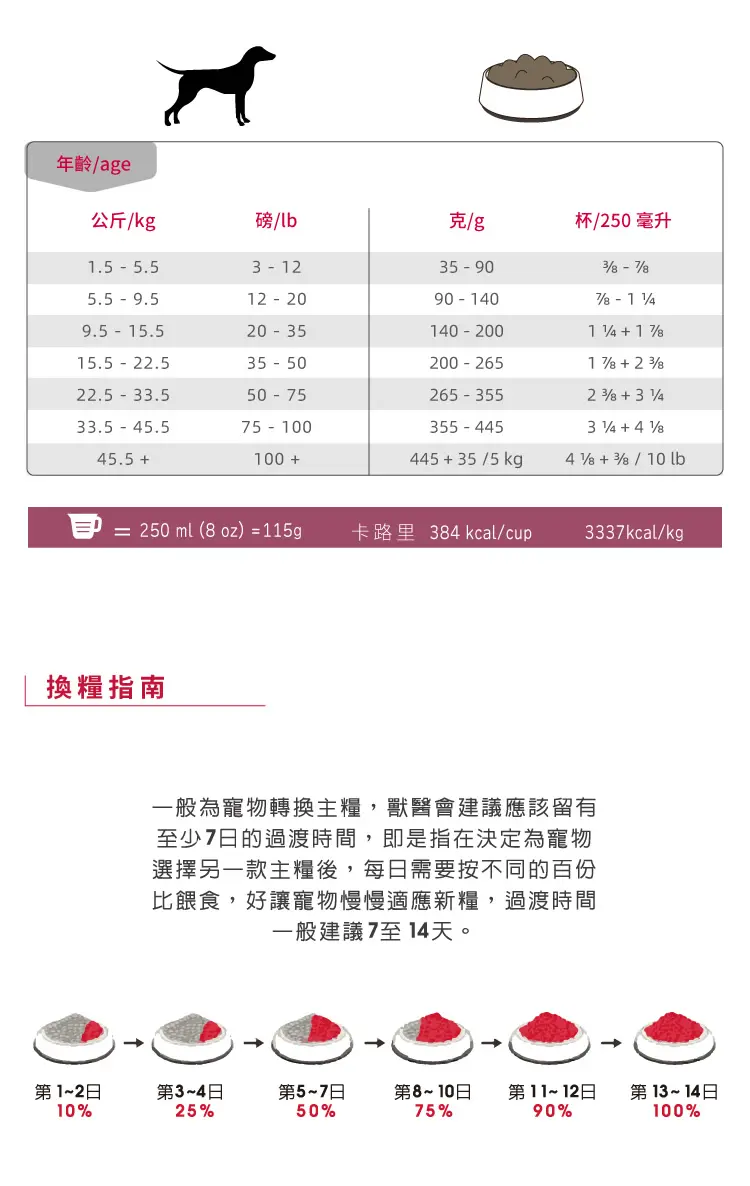 年齡/age
公斤/kg 磅/lb 克/g 杯/250 毫升
1.5 - 5.5 3 - 12 35 - 90 ⅜ - ⅞
5.5 - 9.5 12 - 20 90 - 140 ⅞ - 1 ¼
9.5 - 15.5 20 - 35 140 - 200 1 ¼ + 1 ⅞
15.5 - 22.5 35 - 50 200 - 265 1 ⅞ + 2 ⅜
22.5 - 33.5 50 - 75 265 - 355 2 ⅜ + 3 ¼
33.5 - 45.5 75 - 100 355 - 445 3 ¼ + 4 ⅛
45.5 + 100 + 445 + 35 /5 kg 4 ⅛ + ⅜ / 10 lb
= 250 ml (8 oz) =115g 卡路里 384 kcal/cup 3337kcal/kg
換糧指南
一般為寵物轉換主糧，獸醫會建議應該留有
至少7日的過渡時間，即是指在決定為寵物
選擇另一款主糧後，每日需要按不同的百份
比餵食，好讓寵物慢慢適應新糧，過渡時間
一般建議7至14天。
第1~2日 第3~4日 第5~7日 第8~10日 第11~12日 第13~14日
10% 25% 50% 75% 90% 100%